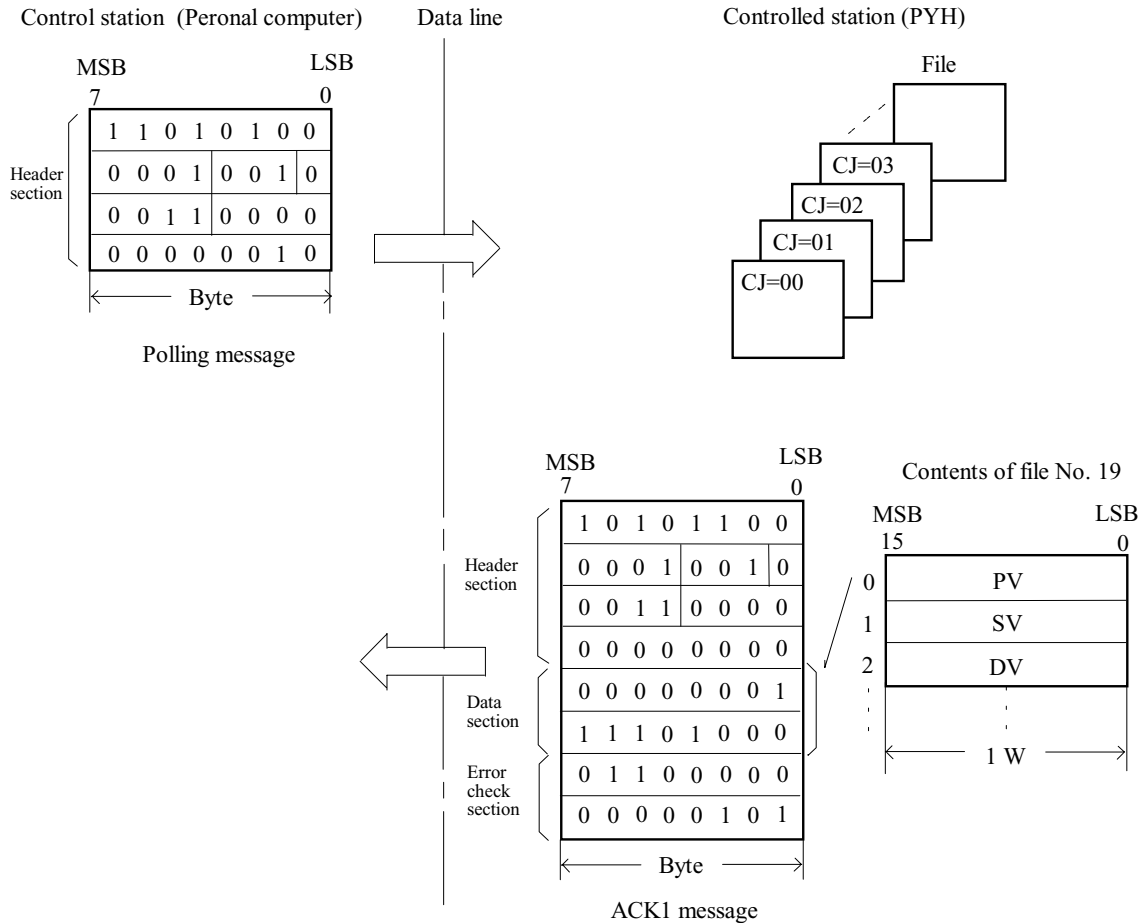 Control station (Peronal computer)
Data line
Controlled station (PYH)
MSB LSB
7 0
Header
section
1 1 0 1 0 1 0 0
0 0 0 1 0 0 1 0
0 0 1 1 0 0 0 0
0 0 0 0 0 0 1 0
Byte
Polling message
File
CJ=03
CJ=02
CJ=01
CJ=00
MSB LSB
7 0
Header
section
1 0 1 0 1 1 0 0
0 0 0 1 0 0 1 0
0 0 1 1 0 0 0 0
0 0 0 0 0 0 0 0
Data
section
0 0 0 0 0 0 0 1
1 1 1 0 1 0 0 0
Error
check
section
0 1 1 0 0 0 0 0
0 0 0 0 0 1 0 1
Byte
ACK1 message
Contents of file No. 19
MSB LSB
15 0
0 PV
1 SV
2 DV
1 W